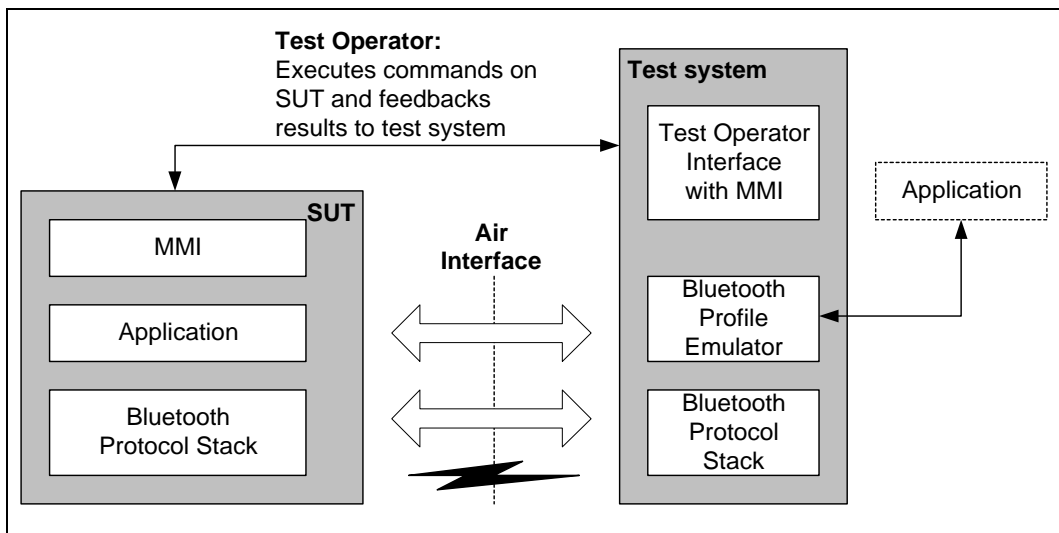 Test Operator:
Executes commands on
SUT and feedbacks
results to test system
SUT
MMI
Application
Bluetooth
Protocol Stack
Air
Interface
Test system
Test Operator
Interface
with MMI
Bluetooth
Profile
Emulator
Bluetooth
Protocol
Stack
Application